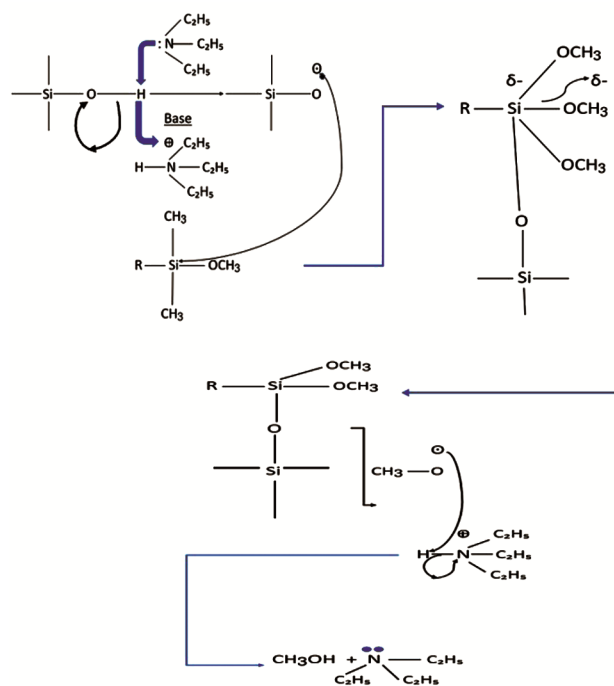 C₂H₅
:N—C₂H₅
C₂H₅
Si—O—H
Si—O ⊖
Base
⊕
C₂H₅
H—N—C₂H₅
C₂H₅
CH3
R—Si—OCH3
CH3
OCH3
δ- δ-
R—Si—OCH3
OCH3
O
Si
OCH3
R—Si—OCH3
O
Si
⊖
CH3—O
⊕
C₂H₅
H—N—C₂H₅
C₂H₅
CH3OH + N—C₂H₅
C₂H₅ C₂H₅